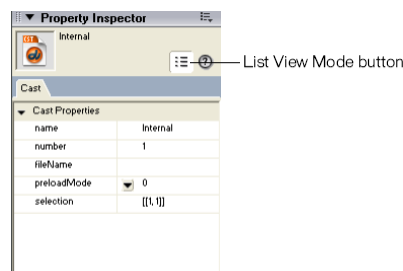 Property Inspector
Internal
List View Mode button
Cast
Cast Properties
name Internal
number 1
fileName
preloadMode 0
selection [[1, 1]]